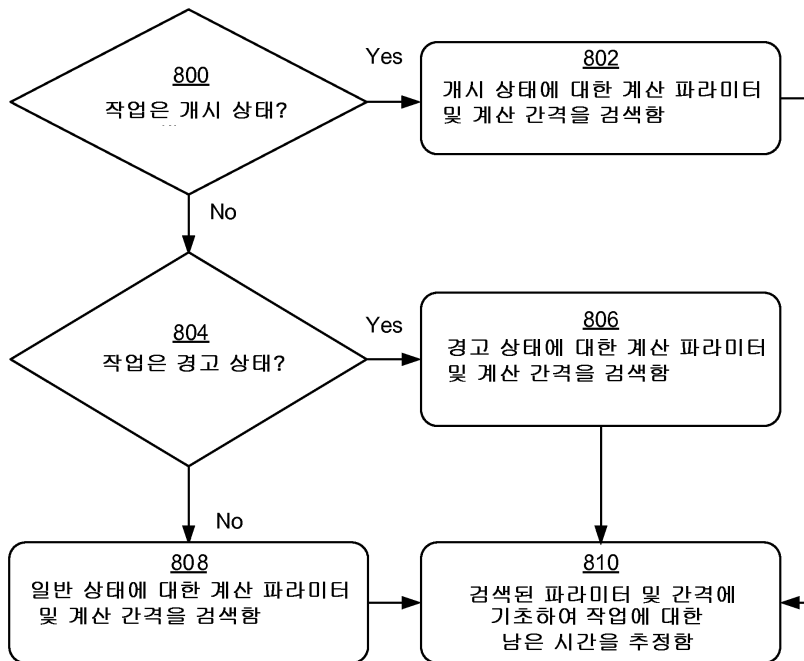 800
작업은 개시 상태?
...
Yes
802
개시 상태에 대한 계산 파라미터
및 계산 간격을 검색함
No
804
작업은 경고 상태?
Yes
806
경고 상태에 대한 계산 파라미터
및 계산 간격을 검색함
No
808
일반 상태에 대한 계산 파라미터
및 계산 간격을 검색함
810
검색된 파라미터 및 간격에
기초하여 작업에 대한
남은 시간을 추정함